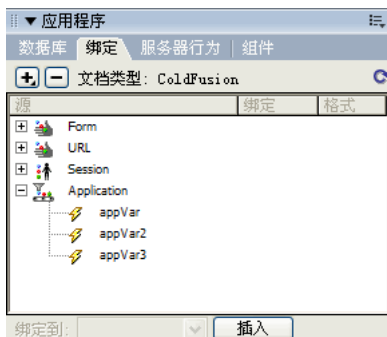 应用程序
数据库 绑定 服务器行为 组件
文档类型: ColdFusion
源 绑定 格式
Form
URL
Session
Application
appVar
appVar2
appVar3
绑定到: 插入